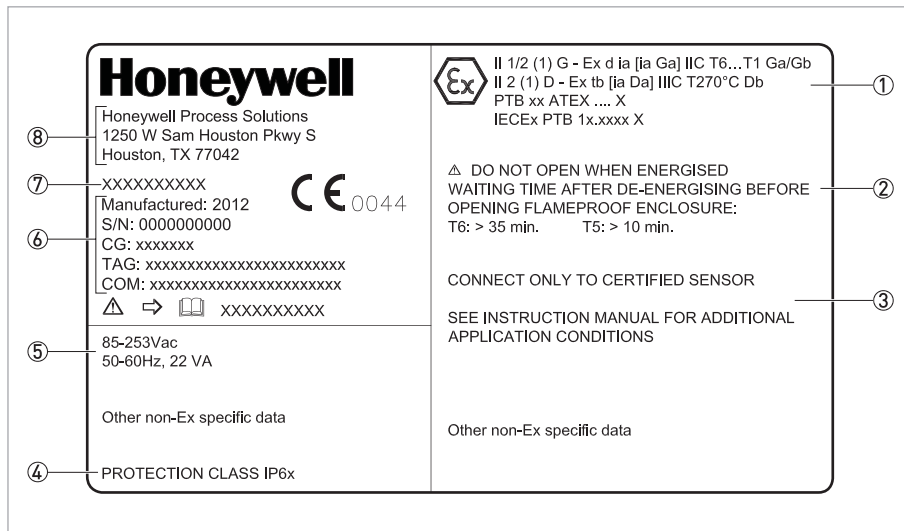 Honeywell
Honeywell Process Solutions
1250 W Sam Houston Pkwy S
Houston, TX 77042
⑧
⑦
XXXXXXXXXX
CE 0044
Manufactured: 2012
S/N: 0000000000
⑥
CG: xxxxxxx
TAG: xxxxxxxxxxxxxxxxxxxxxxxx
COM: xxxxxxxxxxxxxxxxxxxxxxx
⚠ ⇨ XXXXXXXXXX
⑤
85-253Vac
50-60Hz, 22 VA
Other non-Ex specific data
④
PROTECTION CLASS IP6x
Ex
II 1/2 (1) G - Ex d ia [ia Ga] IIC T6...T1 Ga/Gb
II 2 (1) D - Ex tb [ia Da] IIIC T270°C Db
PTB xx ATEX .... X
IECEx PTB 1x.xxxx X
①
⚠ DO NOT OPEN WHEN ENERGISED
WAITING TIME AFTER DE-ENERGISING BEFORE
OPENING FLAMEPROOF ENCLOSURE:
T6: > 35 min. T5: > 10 min.
②
CONNECT ONLY TO CERTIFIED SENSOR
③
SEE INSTRUCTION MANUAL FOR ADDITIONAL
APPLICATION CONDITIONS
Other non-Ex specific data